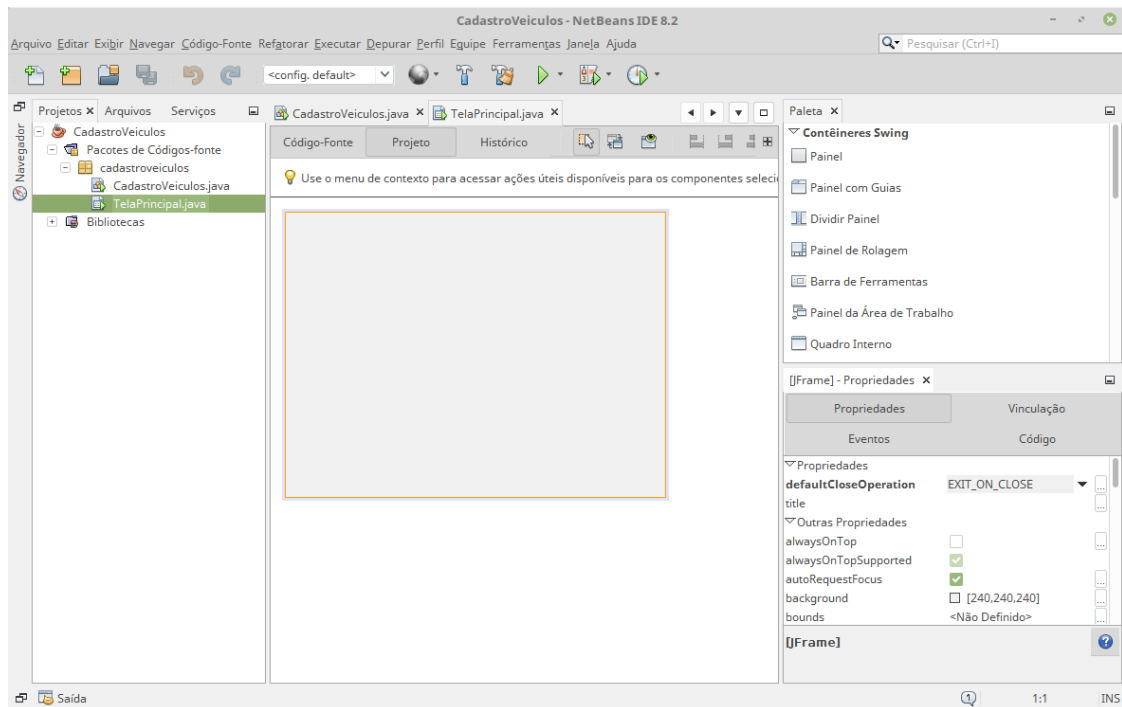 CadastroVeiculos - NetBeans IDE 8.2
Arquivo Editar Exibir Navegar Código-Fonte Refatorar Executar Depurar Perfil Equipe Ferramentas Janela Ajuda
Pesquisar (Ctrl+I)
<config. default>
Navegador
Projetos Arquivos Serviços
CadastroVeiculos
Pacotes de Códigos-fonte
cadastroveiculos
CadastroVeiculos.java
TelaPrincipal.java
Bibliotecas
CadastroVeiculos.java TelaPrincipal.java
Código-Fonte Projeto Histórico
Use o menu de contexto para acessar ações úteis disponíveis para os componentes seleci
Paleta
Contêineres Swing
Painel
Painel com Guias
Dividir Painel
Painel de Rolagem
Barra de Ferramentas
Painel da Área de Trabalho
Quadro Interno
[JFrame] - Propriedades
Propriedades Vinculação
Eventos Código
Propriedades
defaultCloseOperation EXIT_ON_CLOSE ...
title ...
Outras Propriedades
alwaysOnTop ...
alwaysOnTopSupported
autoRequestFocus ...
background [240,240,240] ...
bounds <Não Definido> ...
[JFrame]
?
Saída
1 1:1 INS